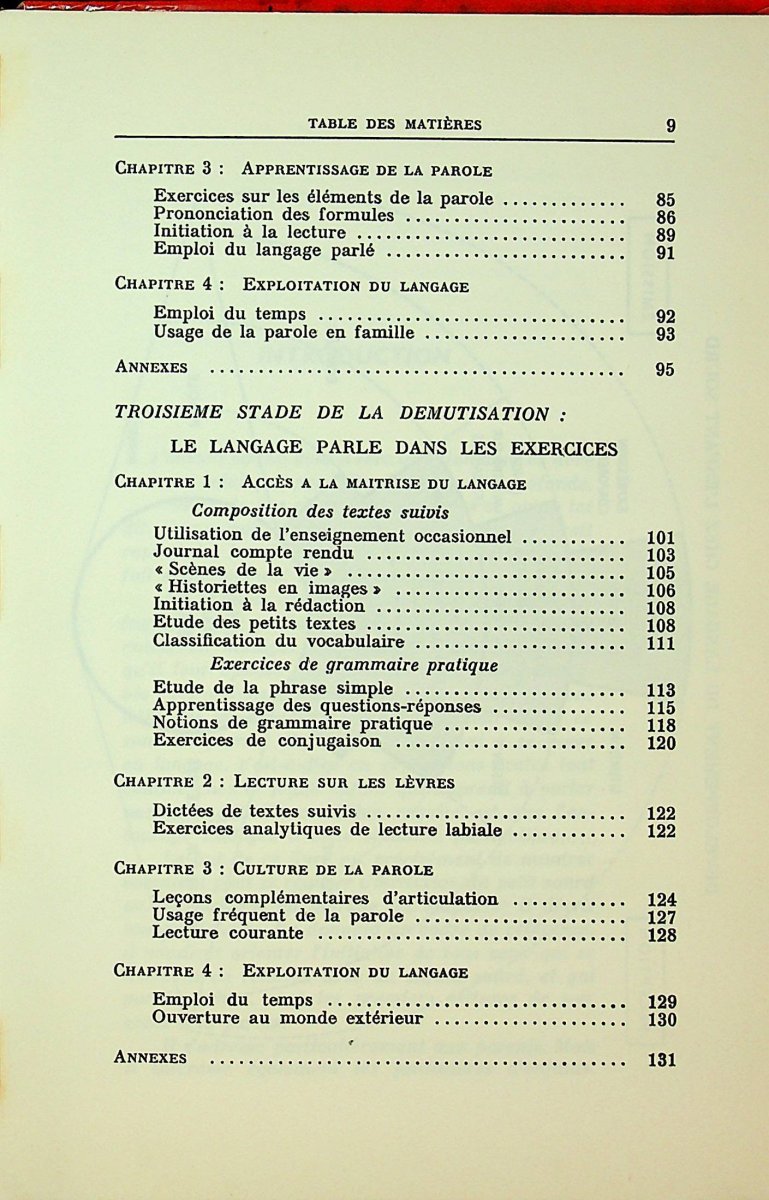 TABLE DES MATIÈRES 9
CHAPITRE 3 : APPRENTISSAGE DE LA PAROLE
Exercices sur les éléments de la parole ............. 85
Prononciation des formules ....................... 86
Initiation à la lecture ............................ 89
Emploi du langage parlé ......................... 91
CHAPITRE 4 : EXPLOITATION DU LANGAGE
Emploi du temps ................................ 92
Usage de la parole en famille ..................... 93
ANNEXES ........................................... 95
TROISIEME STADE DE LA DEMUTISATION :
LE LANGAGE PARLE DANS LES EXERCICES
CHAPITRE 1 : ACCÈS A LA MAITRISE DU LANGAGE
Composition des textes suivis
Utilisation de l'enseignement occasionnel ........... 101
Journal compte rendu ........................... 103
« Scènes de la vie » ............................. 105
« Historiettes en images » ........................ 106
Initiation à la rédaction .......................... 108
Etude des petits textes ............................ 108
Classification du vocabulaire ...................... 111
Exercices de grammaire pratique
Etude de la phrase simple ....................... 113
Apprentissage des questions-réponses .............. 115
Notions de grammaire pratique ................... 118
Exercices de conjugaison ........................ 120
CHAPITRE 2 : LECTURE SUR LES LÈVRES
Dictées de textes suivis ........................... 122
Exercices analytiques de lecture labiale ............ 122
CHAPITRE 3 : CULTURE DE LA PAROLE
Leçons complémentaires d'articulation ............ 124
Usage fréquent de la parole ...................... 127
Lecture courante ................................ 128
CHAPITRE 4 : EXPLOITATION DU LANGAGE
Emploi du temps ............................... 129
Ouverture au monde extérieur .................... 130
ANNEXES ........................................... 131